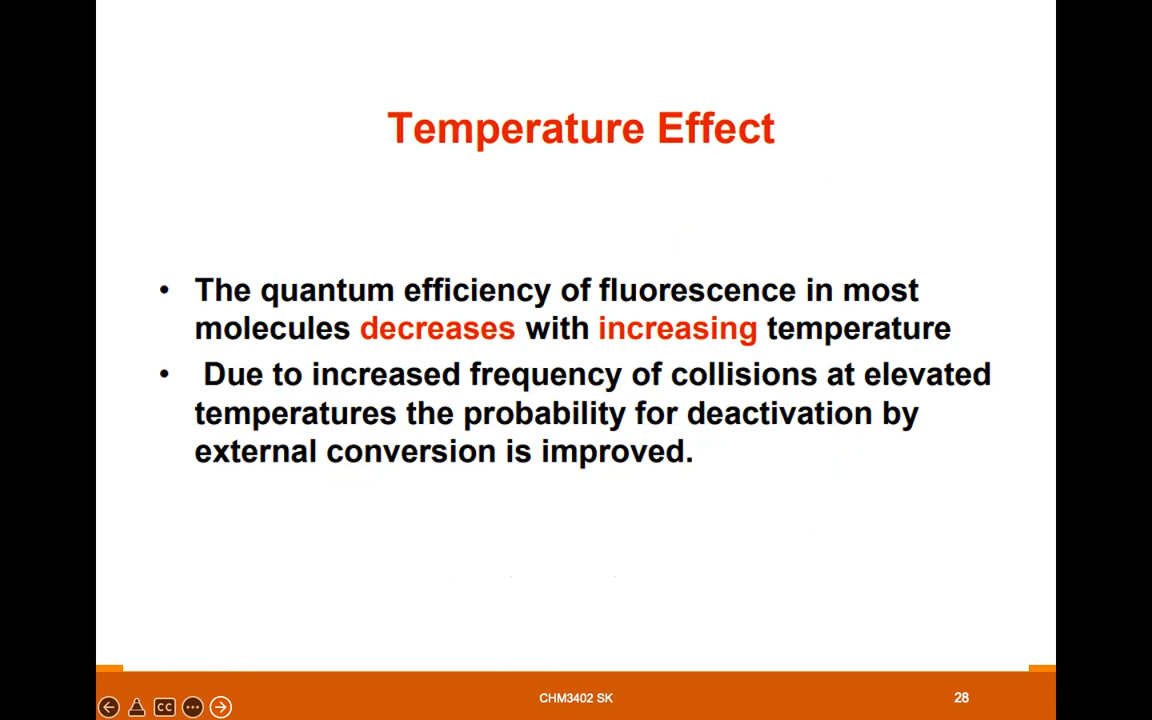 Temperature Effect
• The quantum efficiency of fluorescence in most
molecules decreases with increasing temperature
• Due to increased frequency of collisions at elevated
temperatures the probability for deactivation by
external conversion is improved.
CC
CHM3402 SK
28